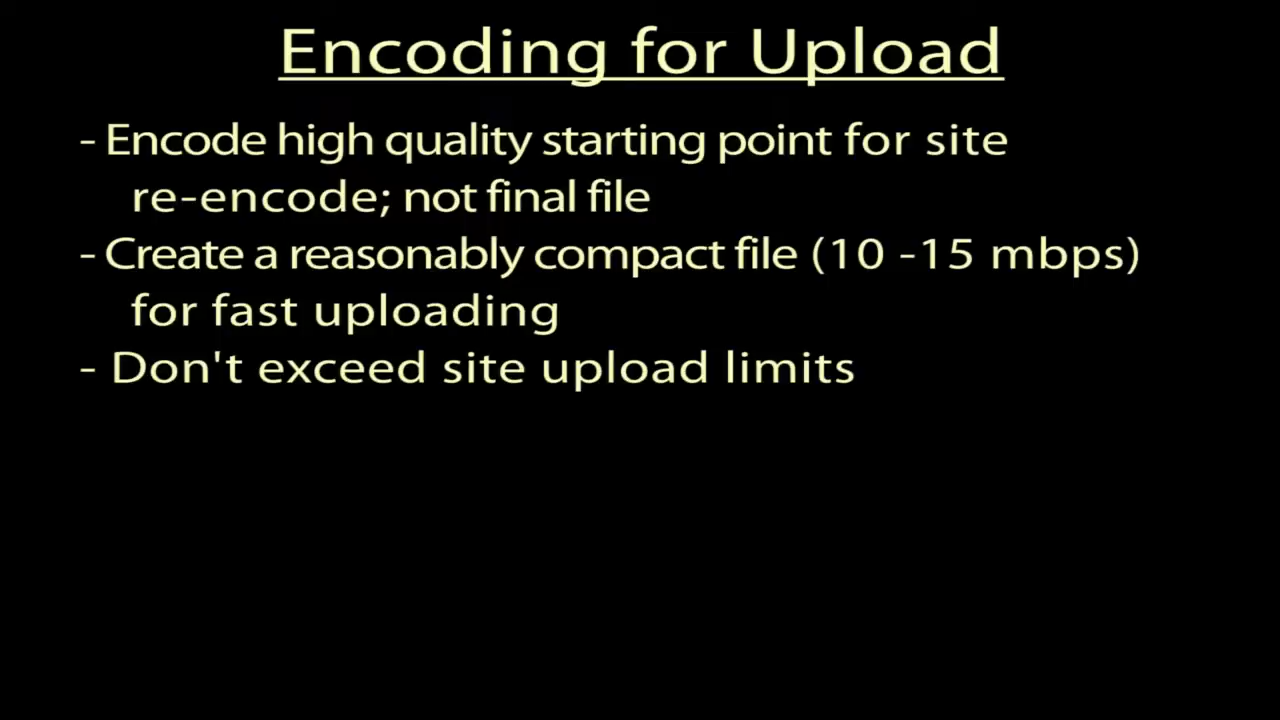 Encoding for Upload
- Encode high quality starting point for site
re-encode; not final file
- Create a reasonably compact file (10 -15 mbps)
for fast uploading
- Don't exceed site upload limits